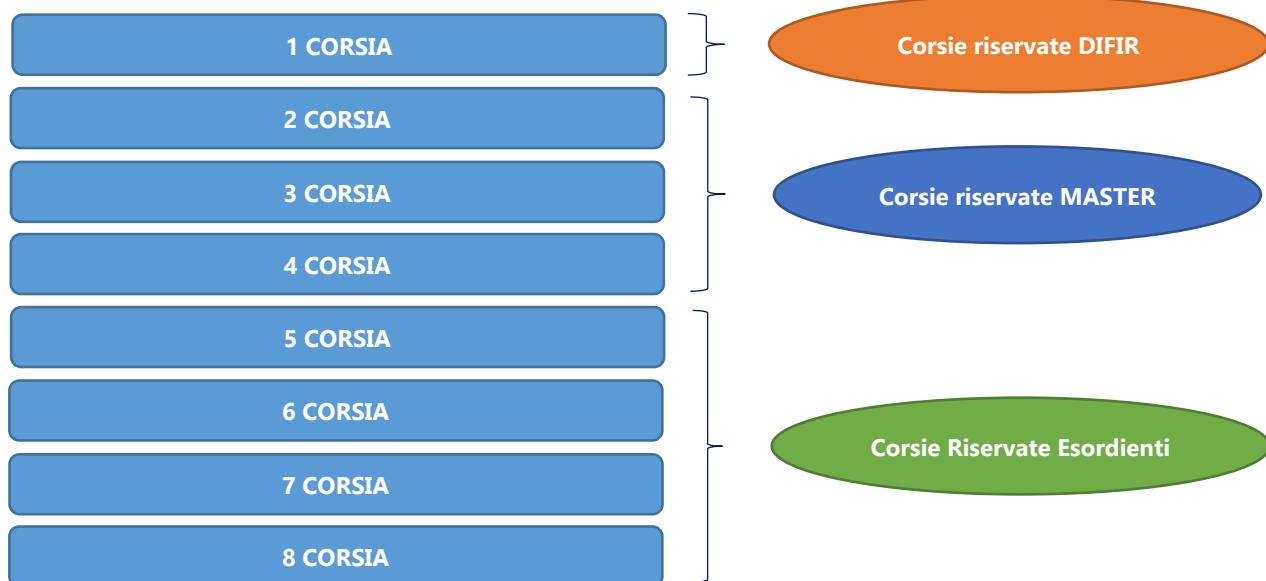 1 CORSIA
Corsie riservate DIFIR
2 CORSIA
3 CORSIA
Corsie riservate MASTER
4 CORSIA
5 CORSIA
6 CORSIA
Corsie Riservate Esordienti
7 CORSIA
8 CORSIA